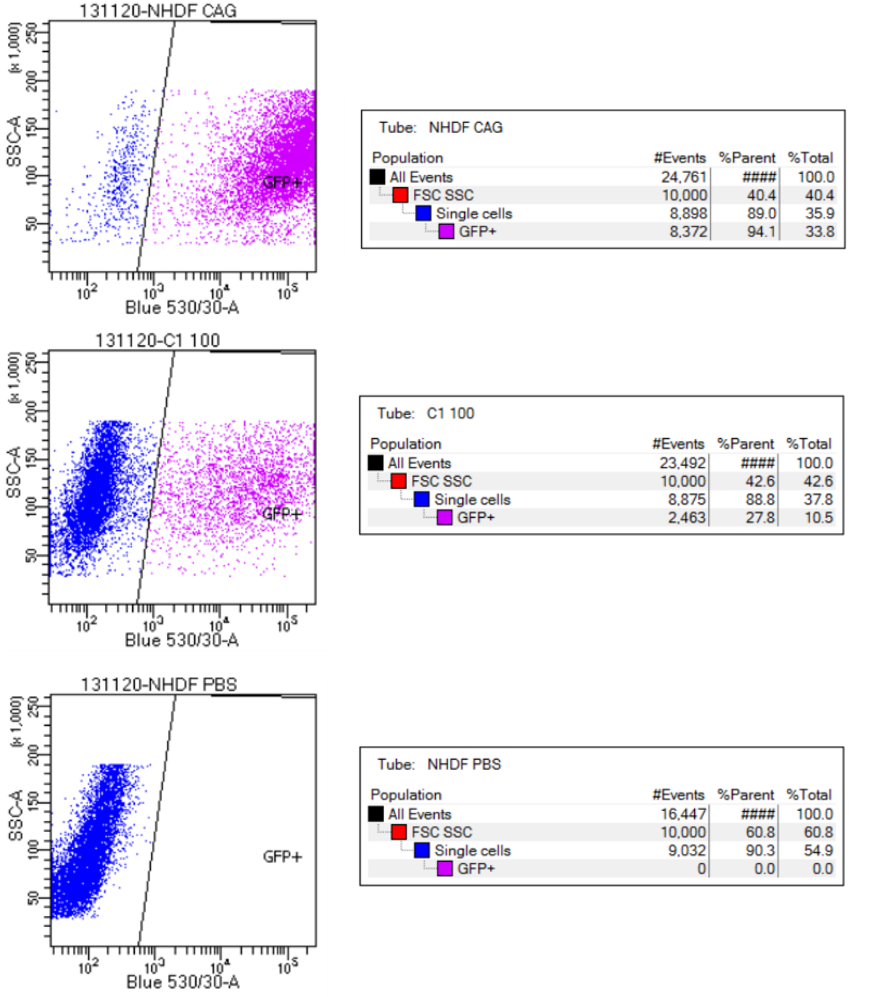 131120-NHDF CAG
(x 1,000)
SSC-A
50 100 150 200 250
GFP+
10² 10³ 10⁴ 10⁵
Blue 530/30-A
Tube: NHDF CAG
Population #Events %Parent %Total
All Events 24,761 #### 100.0
FSC SSC 10,000 40.4 40.4
Single cells 8,898 89.0 35.9
GFP+ 8,372 94.1 33.8
131120-C1 100
(x 1,000)
SSC-A
50 100 150 200 250
GFP+
10² 10³ 10⁴ 10⁵
Blue 530/30-A
Tube: C1 100
Population #Events %Parent %Total
All Events 23,492 #### 100.0
FSC SSC 10,000 42.6 42.6
Single cells 8,875 88.8 37.8
GFP+ 2,463 27.8 10.5
131120-NHDF PBS
(x 1,000)
SSC-A
50 100 150 200 250
GFP+
10² 10³ 10⁴ 10⁵
Blue 530/30-A
Tube: NHDF PBS
Population #Events %Parent %Total
All Events 16,447 #### 100.0
FSC SSC 10,000 60.8 60.8
Single cells 9,032 90.3 54.9
GFP+ 0 0.0 0.0